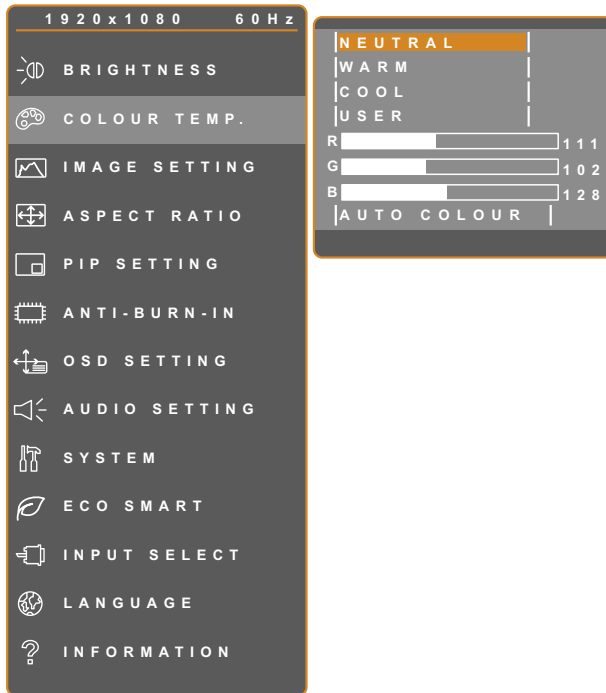 1920x1080 60Hz
BRIGHTNESS
COLOUR TEMP.
IMAGE SETTING
ASPECT RATIO
PIP SETTING
ANTI-BURN-IN
OSD SETTING
AUDIO SETTING
SYSTEM
ECO SMART
INPUT SELECT
LANGUAGE
INFORMATION
NEUTRAL
WARM
COOL
USER
R 111
G 102
B 128
AUTO COLOUR